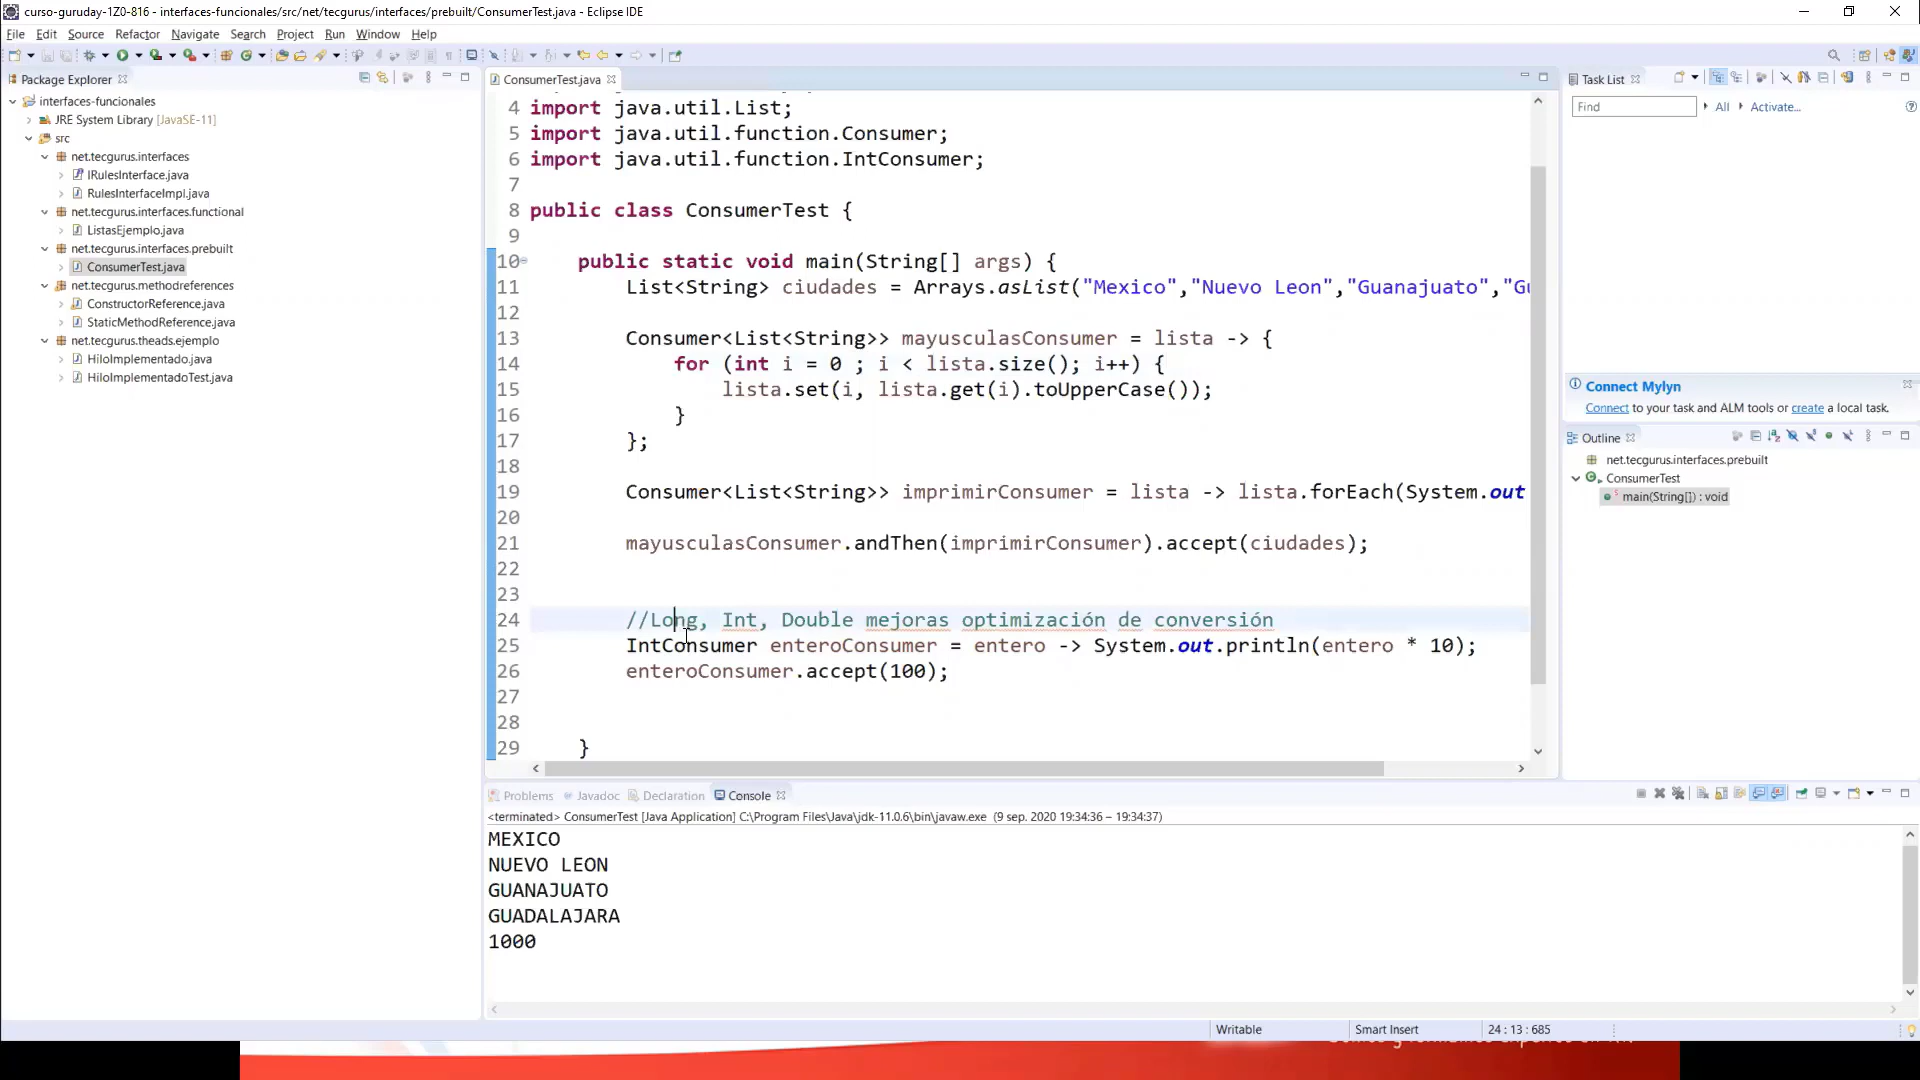 curso-guruday-1Z0-816 - interfaces-funcionales/src/net/tecgurus/interfaces/prebuilt/ConsumerTest.java - Eclipse IDE
File Edit Source Refactor Navigate Search Project Run Window Help
Package Explorer
interfaces-funcionales
JRE System Library [JavaSE-11]
src
net.tecgurus.interfaces
IRulesInterface.java
RulesInterfaceImpl.java
net.tecgurus.interfaces.functional
ListasEjemplo.java
net.tecgurus.interfaces.prebuilt
ConsumerTest.java
net.tecgurus.methodreferences
ConstructorReference.java
StaticMethodReference.java
net.tecgurus.theads.ejemplo
HiloImplementado.java
HiloImplementadoTest.java
ConsumerTest.java
4 import java.util.List;
5 import java.util.function.Consumer;
6 import java.util.function.IntConsumer;
7
8 public class ConsumerTest {
9
10 public static void main(String[] args) {
11 List<String> ciudades = Arrays.asList("Mexico","Nuevo Leon","Guanajuato","Gu
12
13 Consumer<List<String>> mayusculasConsumer = lista -> {
14 for (int i = 0 ; i < lista.size(); i++) {
15 lista.set(i, lista.get(i).toUpperCase());
16 }
17 };
18
19 Consumer<List<String>> imprimirConsumer = lista -> lista.forEach(System.out
20
21 mayusculasConsumer.andThen(imprimirConsumer).accept(ciudades);
22
23
24 //Long, Int, Double mejoras optimización de conversión
25 IntConsumer enteroConsumer = entero -> System.out.println(entero * 10);
26 enteroConsumer.accept(100);
27
28
29 }
Task List
Find All Activate...
Connect Mylyn
Connect to your task and ALM tools or create a local task.
Outline
net.tecgurus.interfaces.prebuilt
ConsumerTest
main(String[]) : void
Problems Javadoc Declaration Console
<terminated> ConsumerTest [Java Application] C:\Program Files\Java\jdk-11.0.6\bin\javaw.exe (9 sep. 2020 19:34:36 – 19:34:37)
MEXICO
NUEVO LEON
GUANAJUATO
GUADALAJARA
1000
Writable Smart Insert 24 : 13 : 685